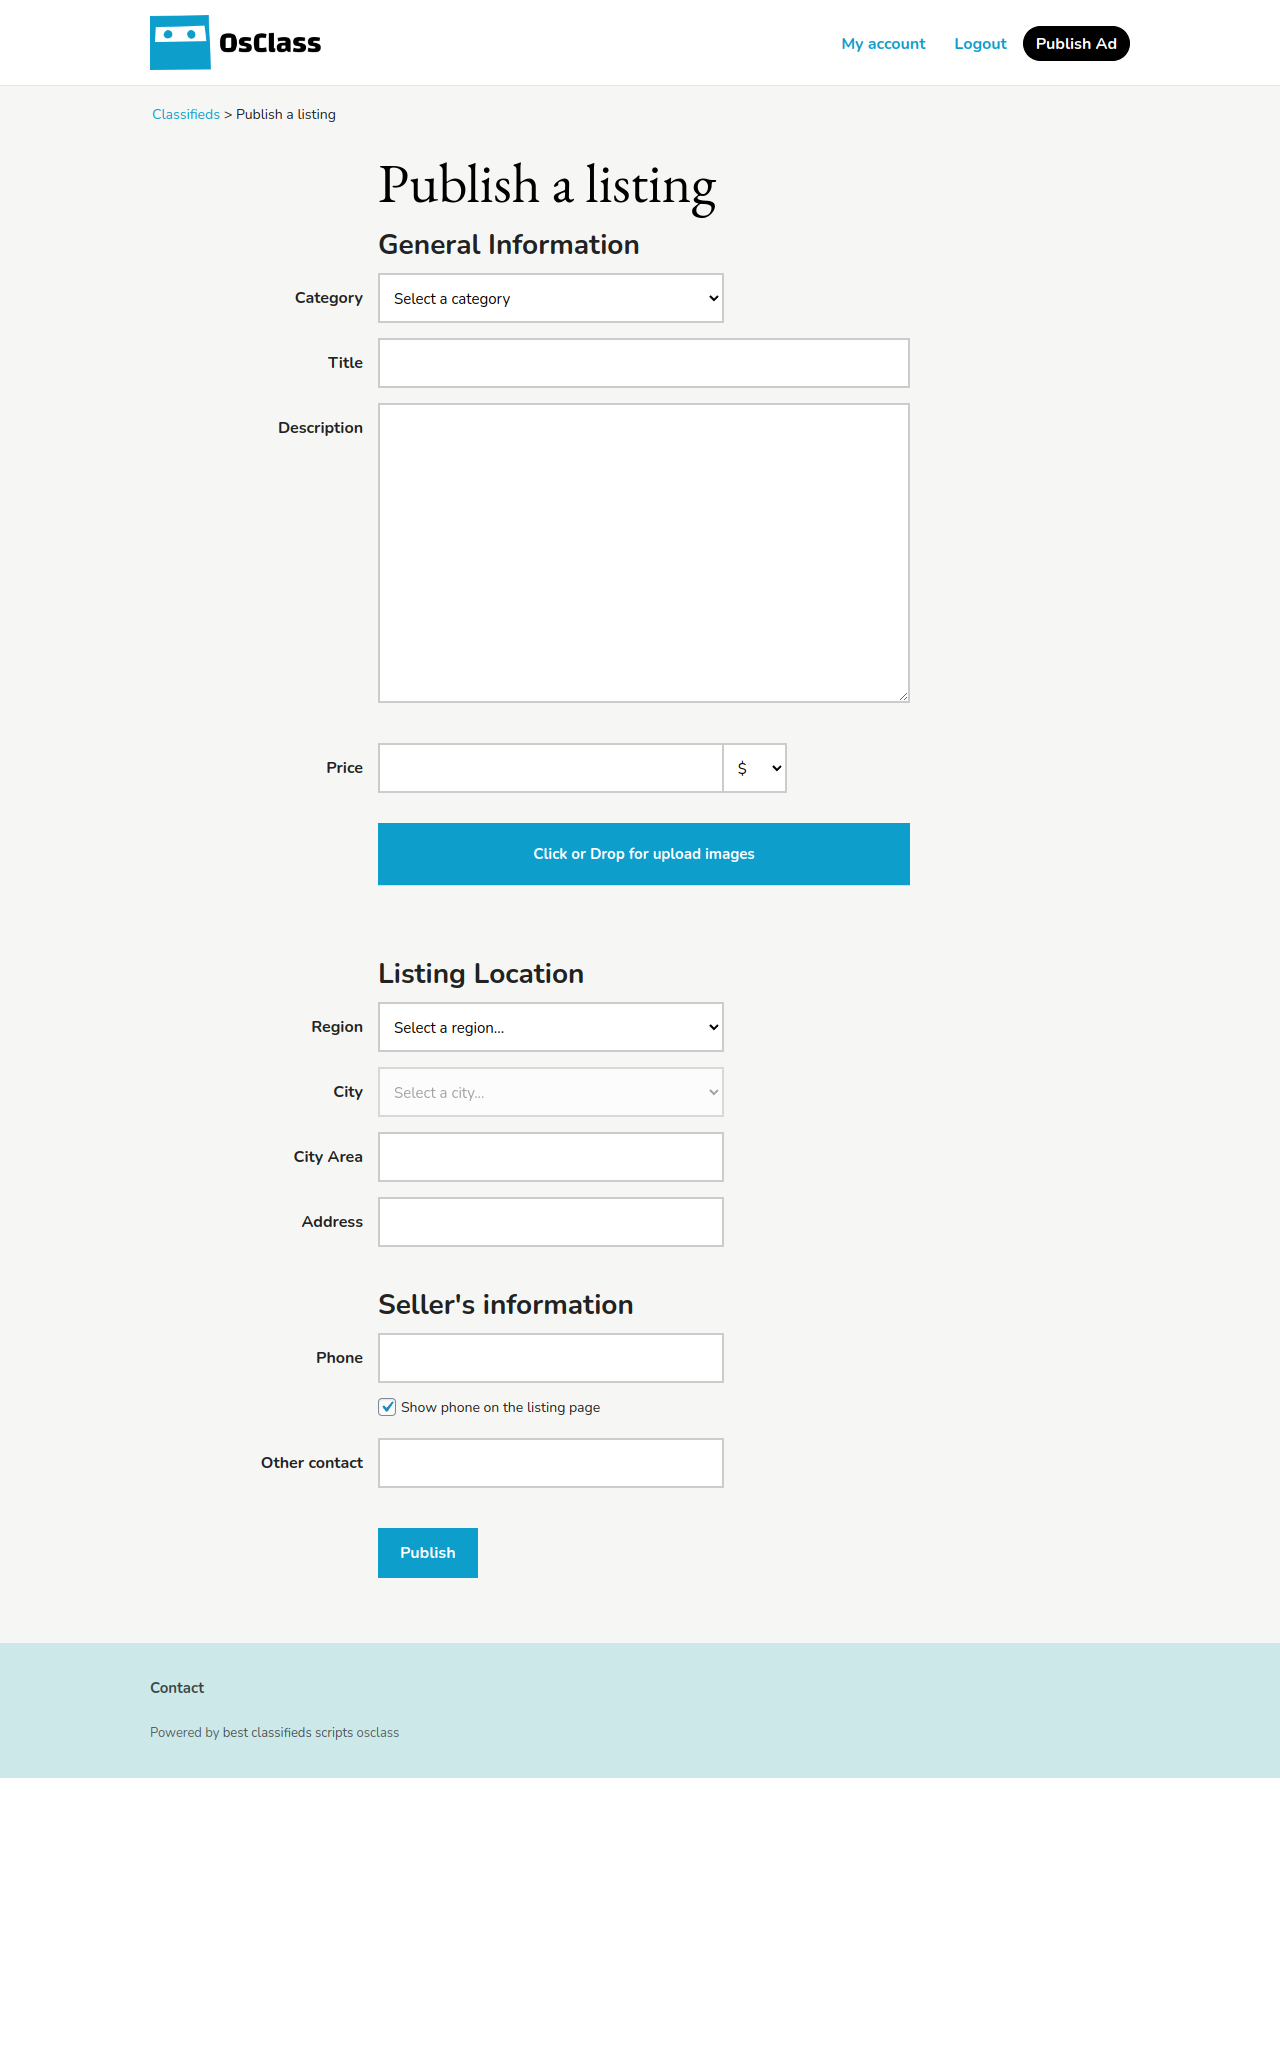 OsClass
My account Logout Publish Ad
Classifieds > Publish a listing
Publish a listing
General Information
Category Select a category
Title
Description
Price $
Click or Drop for upload images
Listing Location
Region Select a region...
City Select a city...
City Area
Address
Seller's information
Phone
Show phone on the listing page
Other contact
Publish
Contact
Powered by best classifieds scripts osclass